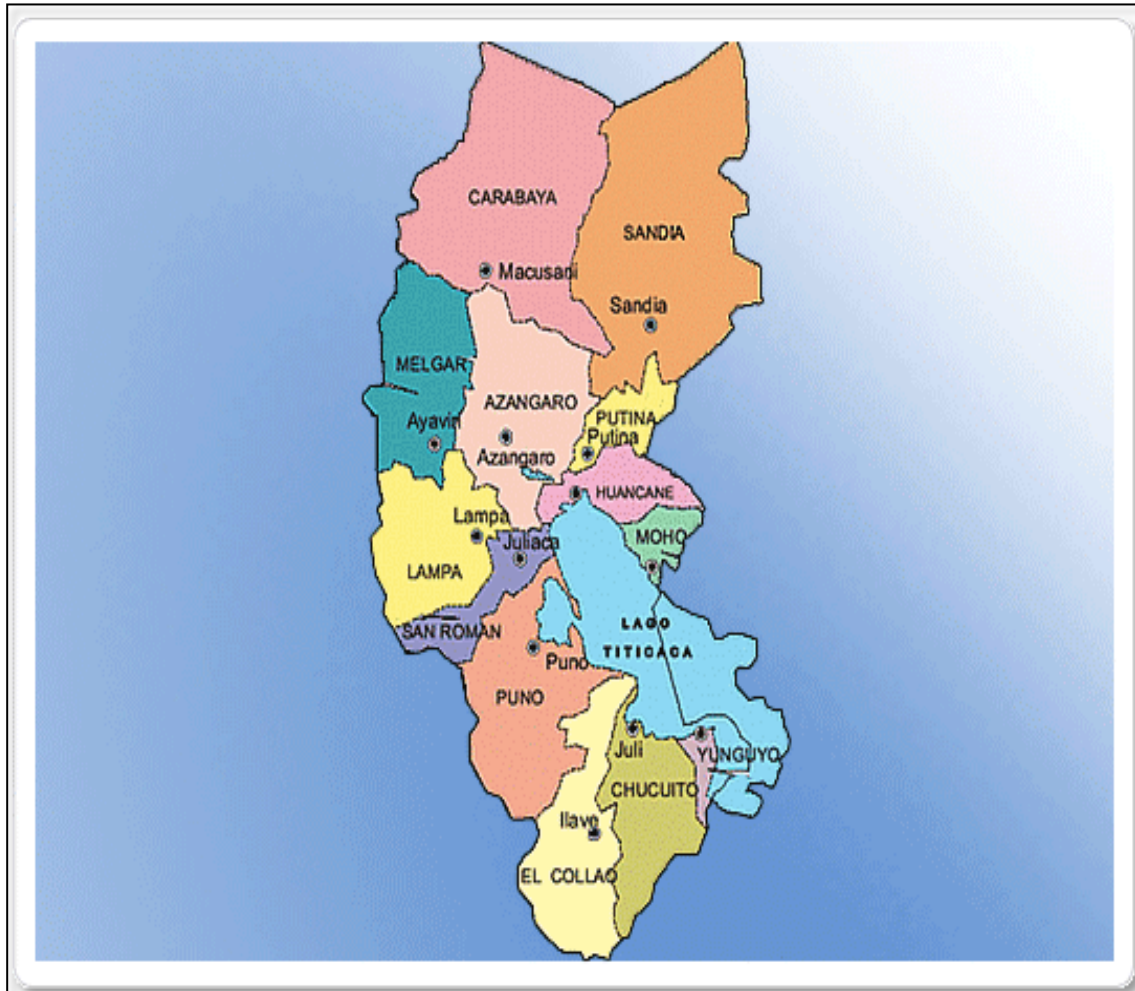 CARABAYA
SANDIA
Macusani
Sandia
MELGAR
AZANGARO
PUTINA
Ayaviri
Putina
Azangaro
HUANCANE
Lampa
Juliaca
MOHO
LAMPA
LAGO
SAN ROMAN
TITICACA
Puno
PUNO
Juli
YUNGUYO
CHUCUITO
Ilave
EL COLLAO